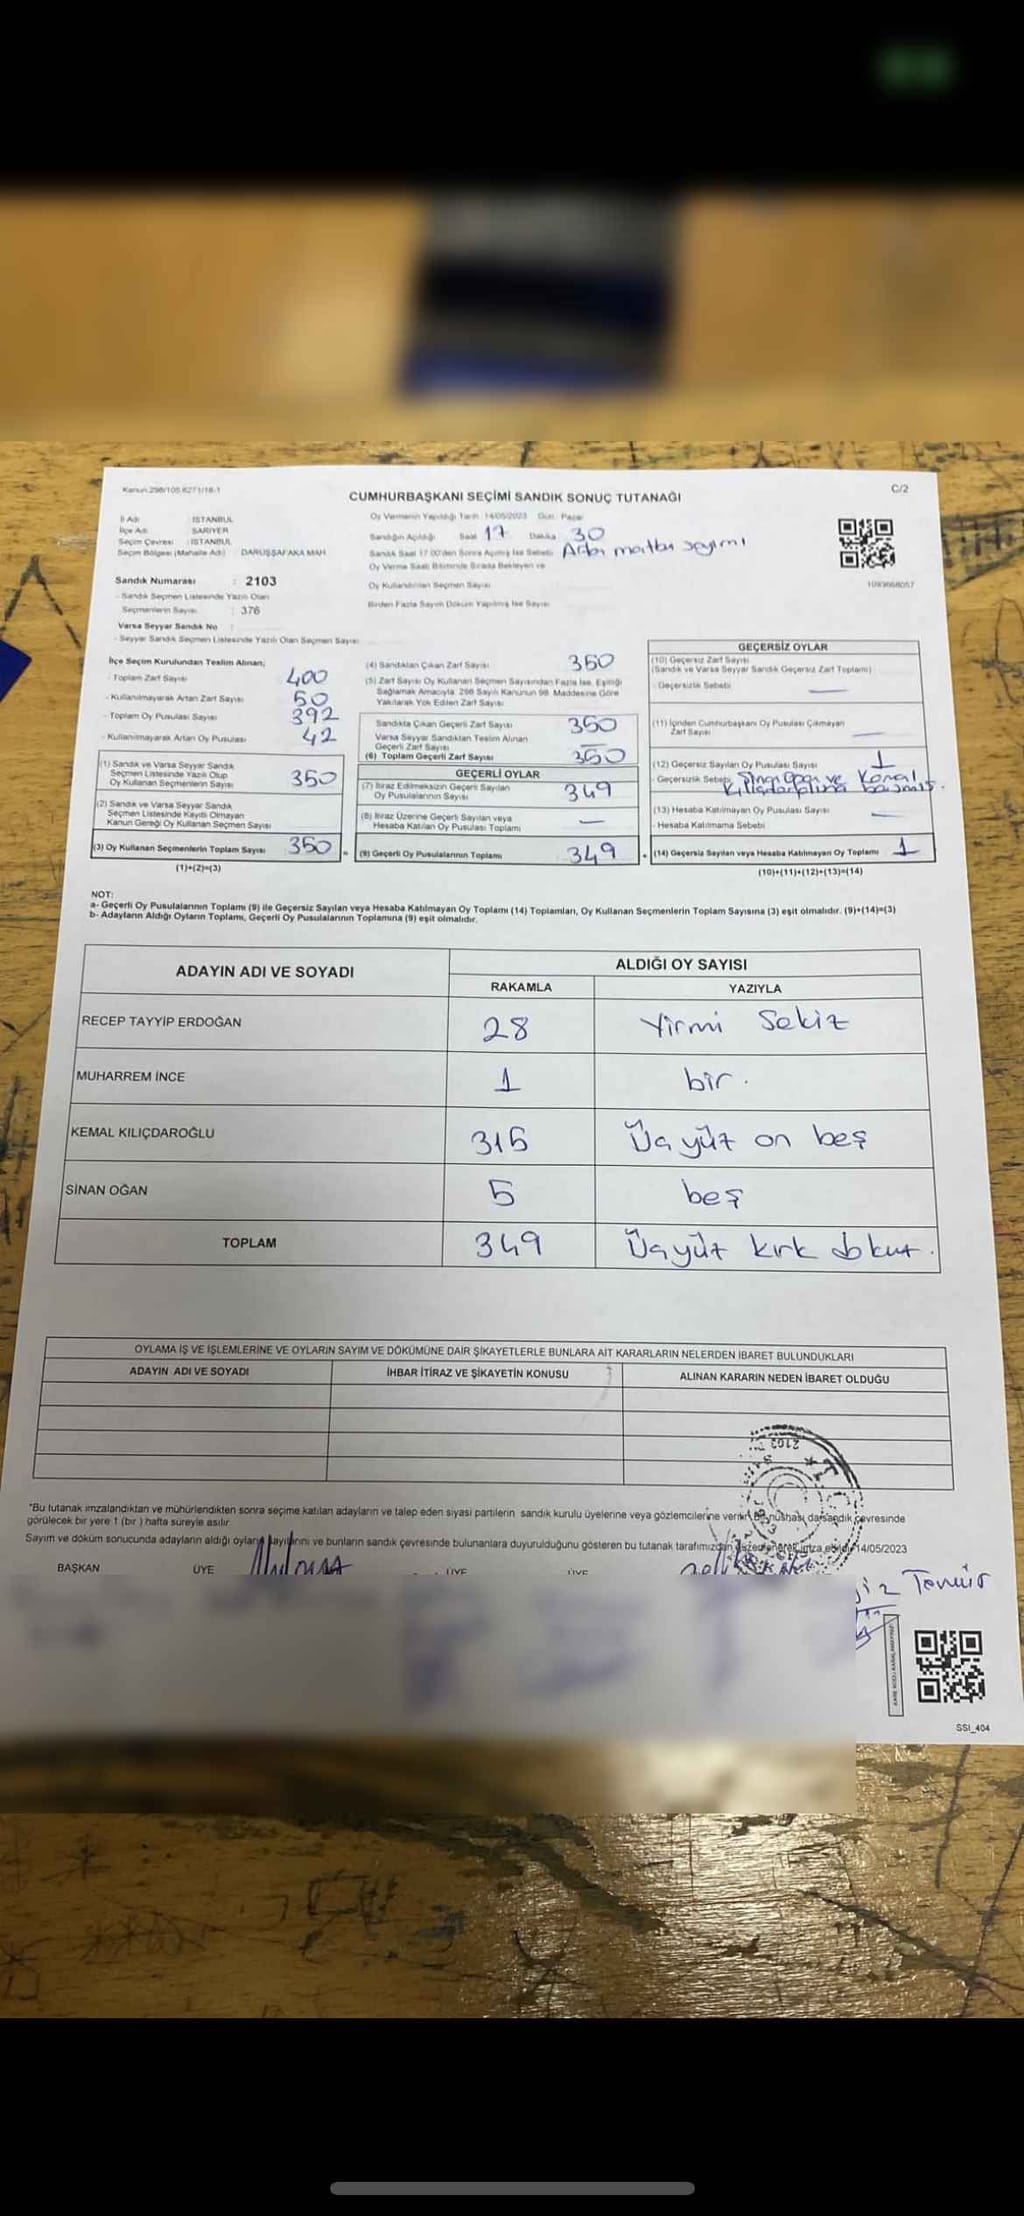 Kanun 298/105 6271/18-1
CUMHURBAŞKANI SEÇİMİ SANDIK SONUÇ TUTANAĞI
C/2
İl Adı : İSTANBUL
İlçe Adı : SARIYER
Seçim Çevresi : İSTANBUL
Seçim Bölgesi (Mahalle Adı) DARUŞŞAFAKA MAH
Sandık Numarası : 2103
- Sandık Seçmen Listesinde Yazılı Olan
Seçmenlerin Sayısı : 376
Varsa Seyyar Sandık No
- Seyyar Sandık Seçmen Listesinde Yazılı Olan Seçmen Sayısı
Oy Vermenin Yapıldığı Tarih: 14/05/2023 Gün: Pazar
Sandığın Açıldığı Saat 17 Dakika 30
Sandık Saat 17:00'den Sonra Açılmış İse Sebebi
Oy Verme Saati Bitiminde Sırada Bekleyen ve
Oy Kullandırılan Seçmen Sayısı
Birden Fazla Sayım Döküm Yapılmış İse Sayısı
1093668057
İlçe Seçim Kurulundan Teslim Alınan;
- Toplam Zarf Sayısı 400
- Kullanılmayarak Artan Zarf Sayısı 50
- Toplam Oy Pusulası Sayısı 392
- Kullanılmayarak Artan Oy Pusulası 42
(1) Sandık ve Varsa Seyyar Sandık
Seçmen Listesinde Yazılı Olup
Oy Kullanan Seçmenlerin Sayısı 350
(2) Sandık ve Varsa Seyyar Sandık
Seçmen Listesinde Kayıtlı Olmayan
Kanun Gereği Oy Kullanan Seçmen Sayısı
(3) Oy Kullanan Seçmenlerin Toplam Sayısı 350
(1)+(2)=(3)
(4) Sandıktan Çıkan Zarf Sayısı 350
(5) Zarf Sayısı Oy Kullanan Seçmen Sayısından Fazla İse, Eşitliği
Sağlamak Amacıyla 298 Sayılı Kanunun 98. Maddesine Göre
Yakılarak Yok Edilen Zarf Sayısı
Sandıkta Çıkan Geçerli Zarf Sayısı 350
Varsa Seyyar Sandıktan Teslim Alınan
Geçerli Zarf Sayısı —
(6) Toplam Geçerli Zarf Sayısı 350
GEÇERLİ OYLAR
(7) İtiraz Edilmeksizin Geçerli Sayılan
Oy Pusulalarının Sayısı 349
(8) İtiraz Üzerine Geçerli Sayılan veya
Hesaba Katılan Oy Pusulası Toplamı —
(9) Geçerli Oy Pusulalarının Toplamı 349
GEÇERSİZ OYLAR
(10) Geçersiz Zarf Sayısı
(Sandık ve Varsa Seyyar Sandık Geçersiz Zarf Toplamı)
- Geçersizlik Sebebi —
(11) İçinden Cumhurbaşkanı Oy Pusulası Çıkmayan
Zarf Sayısı —
(12) Geçersiz Sayılan Oy Pusulası Sayısı 1
- Geçersizlik Sebebi Sinan Oğan ve Kemal
Kılıçdaroğluna basmış.
(13) Hesaba Katılmayan Oy Pusulası Sayısı —
- Hesaba Katılmama Sebebi
(14) Geçersiz Sayılan veya Hesaba Katılmayan Oy Toplamı 1
(10)+(11)+(12)+(13)=(14)
NOT:
a- Geçerli Oy Pusulalarının Toplamı (9) ile Geçersiz Sayılan veya Hesaba Katılmayan Oy Toplamı (14) Toplamları, Oy Kullanan Seçmenlerin Toplam Sayısına (3) eşit olmalıdır. (9)+(14)=(3)
b- Adayların Aldığı Oyların Toplamı, Geçerli Oy Pusulalarının Toplamına (9) eşit olmalıdır.
ADAYIN ADI VE SOYADI
ALDIĞI OY SAYISI
RAKAMLA YAZIYLA
RECEP TAYYİP ERDOĞAN 28 Yirmi Sekiz
MUHARREM İNCE 1 bir.
KEMAL KILIÇDAROĞLU 315 Üçyüz on beş
SİNAN OĞAN 5 beş
TOPLAM 349 Üçyüz kırk dokuz.
OYLAMA İŞ VE İŞLEMLERİNE VE OYLARIN SAYIM VE DÖKÜMÜNE DAİR ŞİKAYETLERLE BUNLARA AİT KARARLARIN NELERDEN İBARET BULUNDUKLARI
ADAYIN ADI VE SOYADI İHBAR İTİRAZ VE ŞİKAYETİN KONUSU ALINAN KARARIN NEDEN İBARET OLDUĞU
2103
*Bu tutanak imzalandıktan ve mühürlendikten sonra seçime katılan adayların ve talep eden siyasi partilerin sandık kurulu üyelerine veya gözlemcilerine verilir. Bir nüshası da sandık çevresinde
görülecek bir yere 1 (bir) hafta süreyle asılır.
Sayım ve döküm sonucunda adayların aldığı oyların sayılarını ve bunların sandık çevresinde bulunanlara duyurulduğunu gösteren bu tutanak tarafımızdan düzenlenerek imza edildi. 14/05/2023
BAŞKAN ÜYE ÜYE ÜYE
SSI_404